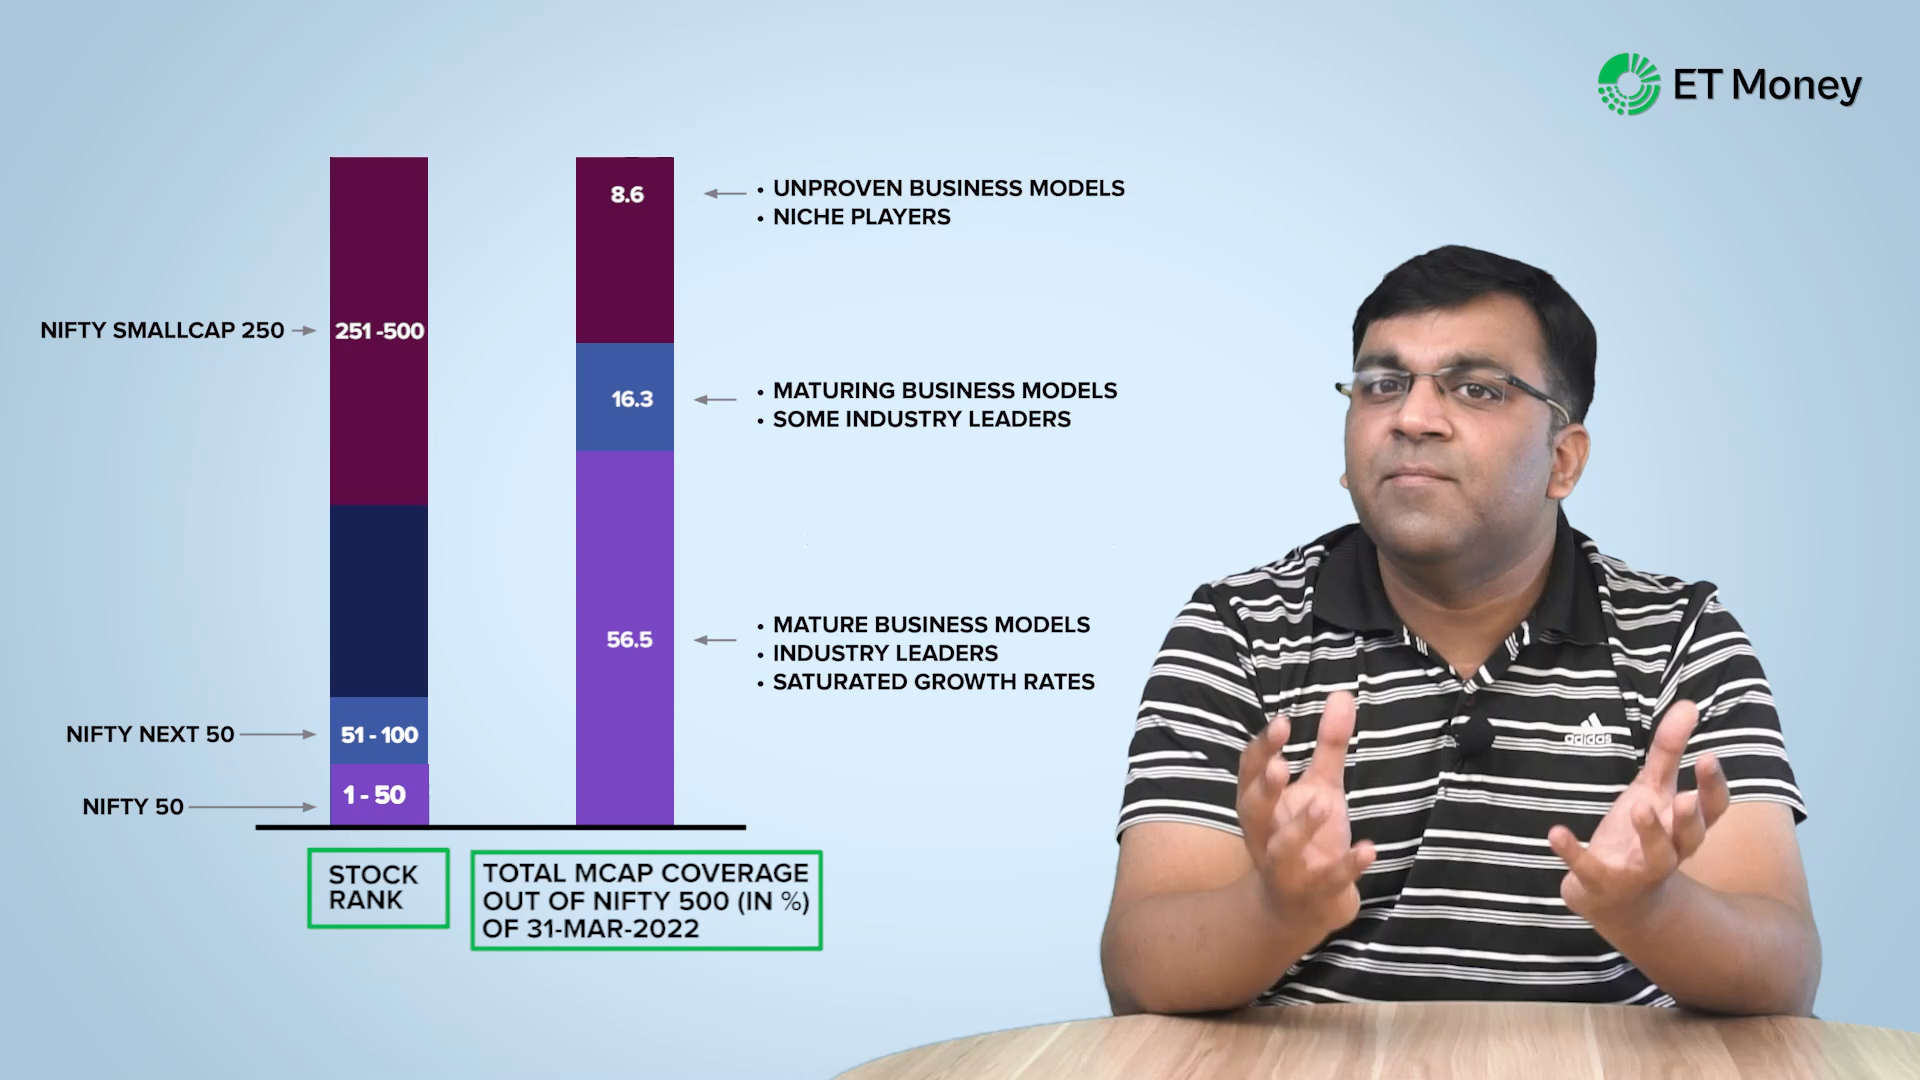 ET Money
8.6
• UNPROVEN BUSINESS MODELS
• NICHE PLAYERS
NIFTY SMALLCAP 250
251 -500
16.3
• MATURING BUSINESS MODELS
• SOME INDUSTRY LEADERS
56.5
• MATURE BUSINESS MODELS
• INDUSTRY LEADERS
• SATURATED GROWTH RATES
NIFTY NEXT 50
51 - 100
NIFTY 50
1 - 50
STOCK
RANK
TOTAL MCAP COVERAGE
OUT OF NIFTY 500 (IN %)
OF 31-MAR-2022
adidas